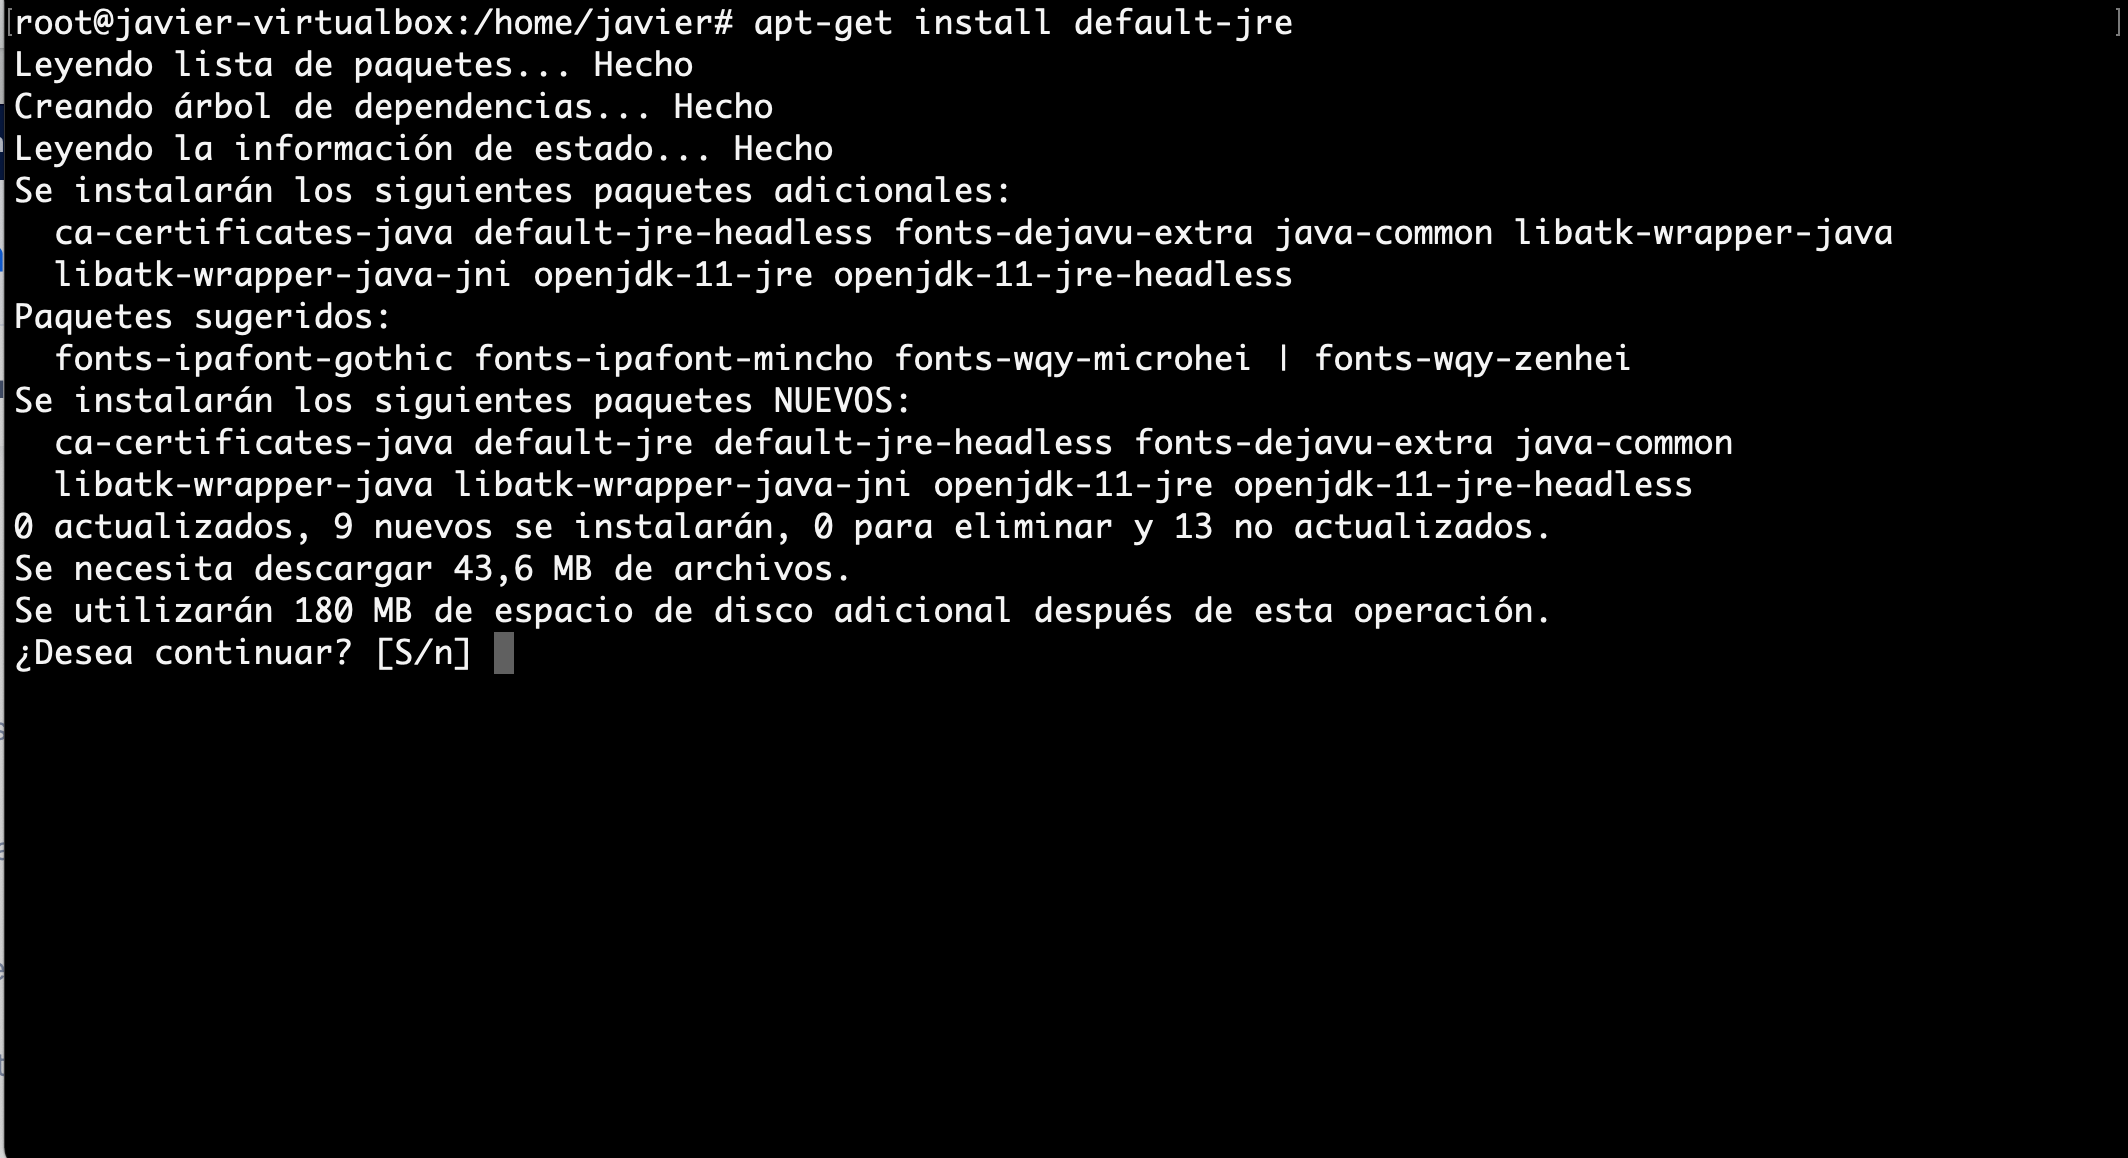 [root@javier-virtualbox:/home/javier# apt-get install default-jre ]
Leyendo lista de paquetes... Hecho
Creando árbol de dependencias... Hecho
Leyendo la información de estado... Hecho
Se instalarán los siguientes paquetes adicionales:
  ca-certificates-java default-jre-headless fonts-dejavu-extra java-common libatk-wrapper-java
  libatk-wrapper-java-jni openjdk-11-jre openjdk-11-jre-headless
Paquetes sugeridos:
  fonts-ipafont-gothic fonts-ipafont-mincho fonts-wqy-microhei | fonts-wqy-zenhei
Se instalarán los siguientes paquetes NUEVOS:
  ca-certificates-java default-jre default-jre-headless fonts-dejavu-extra java-common
  libatk-wrapper-java libatk-wrapper-java-jni openjdk-11-jre openjdk-11-jre-headless
0 actualizados, 9 nuevos se instalarán, 0 para eliminar y 13 no actualizados.
Se necesita descargar 43,6 MB de archivos.
Se utilizarán 180 MB de espacio de disco adicional después de esta operación.
¿Desea continuar? [S/n]